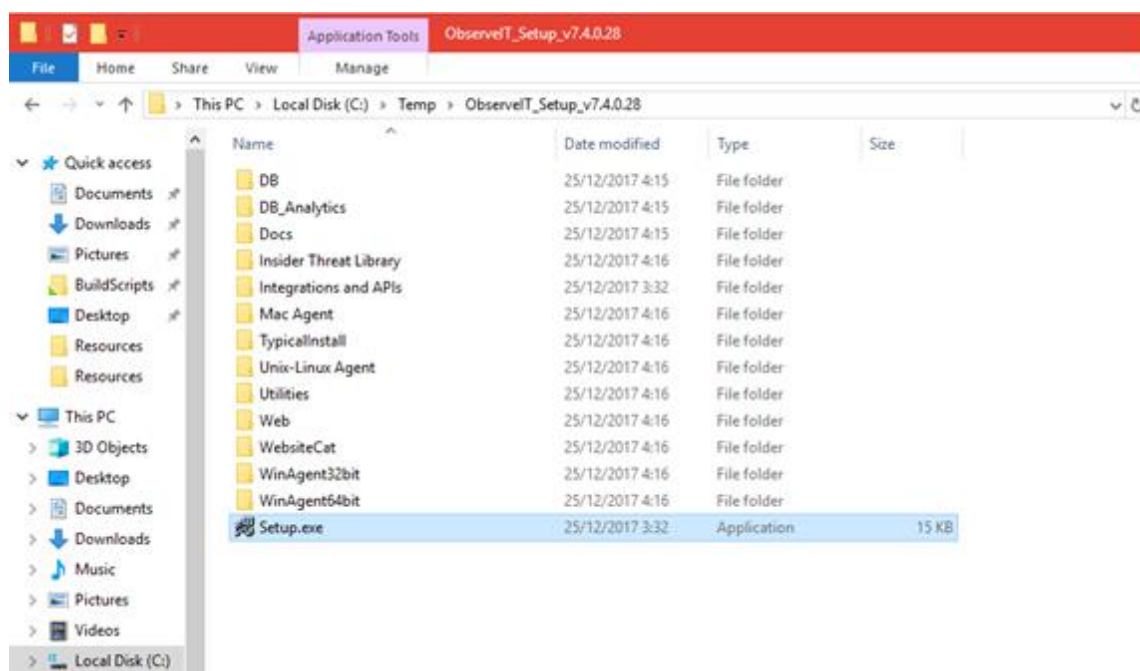 Application Tools ObserveIT_Setup_v7.4.0.28
File Home Share View Manage
This PC > Local Disk (C:) > Temp > ObserveIT_Setup_v7.4.0.28
Name Date modified Type Size
Quick access
Documents
Downloads
Pictures
BuildScripts
Desktop
Resources
Resources
This PC
3D Objects
Desktop
Documents
Downloads
Music
Pictures
Videos
Local Disk (C:)
DB 25/12/2017 4:15 File folder
DB_Analytics 25/12/2017 4:15 File folder
Docs 25/12/2017 4:15 File folder
Insider Threat Library 25/12/2017 4:16 File folder
Integrations and APIs 25/12/2017 3:32 File folder
Mac Agent 25/12/2017 4:16 File folder
TypicalInstall 25/12/2017 4:16 File folder
Unix-Linux Agent 25/12/2017 4:16 File folder
Utilities 25/12/2017 4:16 File folder
Web 25/12/2017 4:16 File folder
WebsiteCat 25/12/2017 4:16 File folder
WinAgent32bit 25/12/2017 4:16 File folder
WinAgent64bit 25/12/2017 4:16 File folder
Setup.exe 25/12/2017 3:32 Application 15 KB